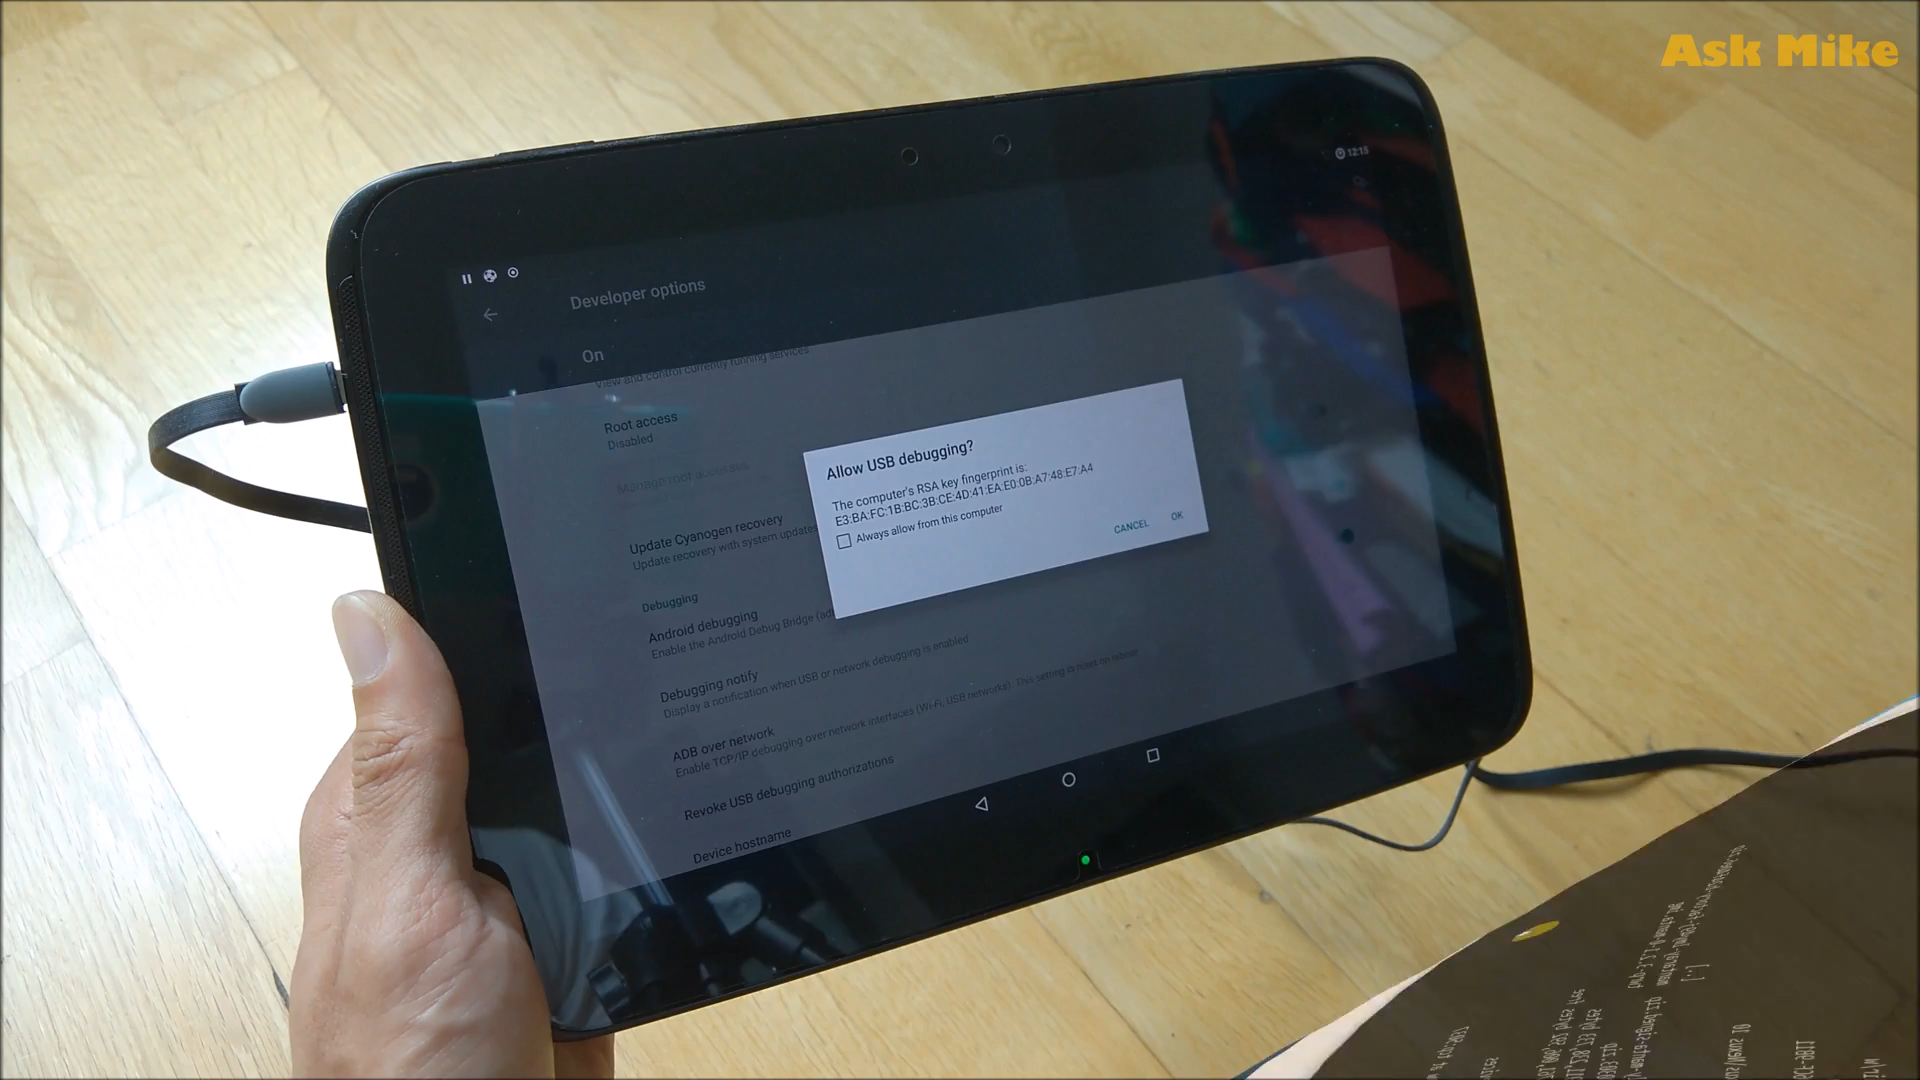 Ask Mike
12:15
Developer options
On
View and control currently running services
Root access
Disabled
Manage root accesses
Update Cyanogen recovery
Update recovery with system updates
Debugging
Android debugging
Enable the Android Debug Bridge (ad
Debugging notify
Display a notification when USB or network debugging is enabled
ADB over network
Enable TCP/IP debugging over network interfaces (Wi-Fi, USB networks). This setting is reset on reboot
Revoke USB debugging authorizations
Device hostname
Allow USB debugging?
The computer's RSA key fingerprint is:
E3:BA:FC:1B:BC:3B:CE:4D:41:EA:E0:0B:A7:48:E7:A4
Always allow from this computer
CANCEL OK